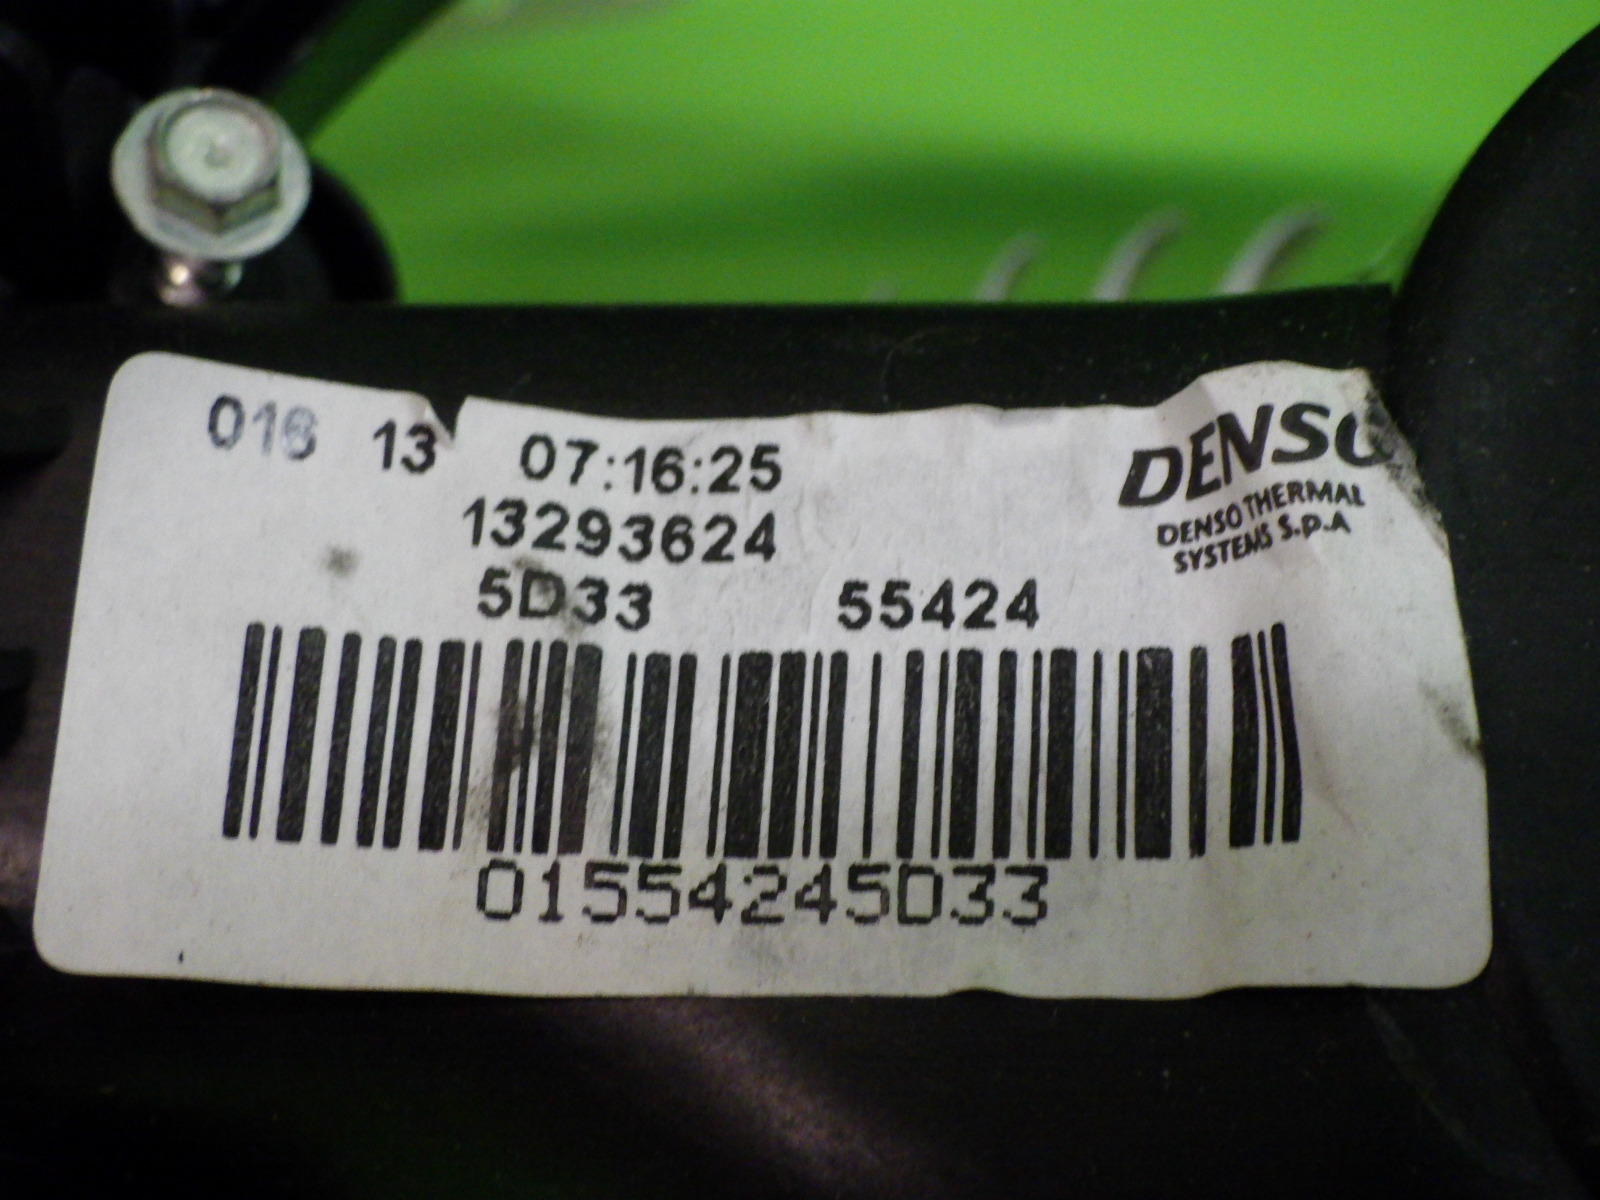 016 13 07:16:25
DENSO
DENSO THERMAL
SYSTEMS S.p.A
13293624
5D33 55424
01554245D33